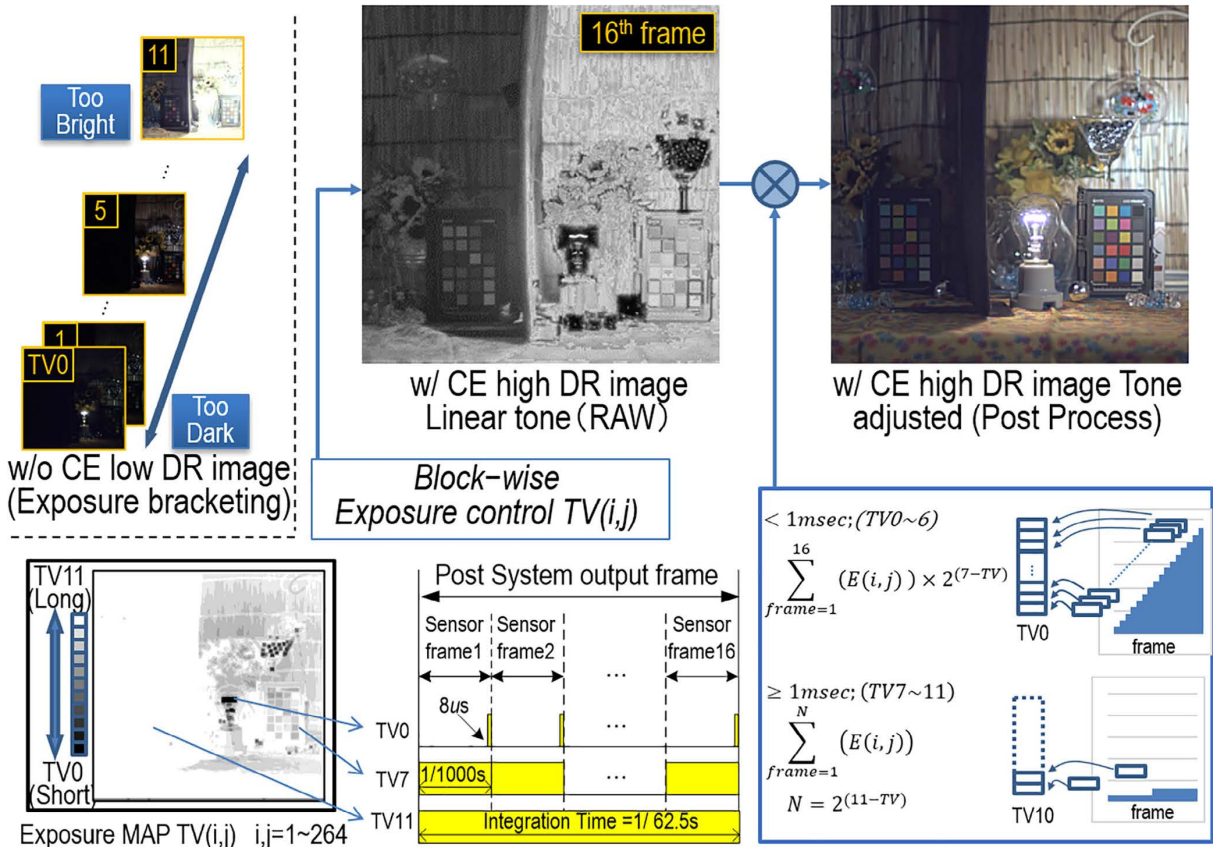 11
Too
Bright
5
1
TV0
Too
Dark
w/o CE low DR image
(Exposure bracketing)
16th frame
w/ CE high DR image
Linear tone（RAW）
w/ CE high DR image Tone
adjusted (Post Process)
Block−wise
Exposure control TV(i,j)
TV11
(Long)
TV0
(Short)
Exposure MAP TV(i,j) i,j=1~264
Post System output frame
Sensor
frame1
Sensor
frame2
...
Sensor
frame16
8us
TV0
...
TV7
1/1000s
...
TV11
Integration Time =1/ 62.5s
< 1msec; (TV0~6)
16
∑ (E(i,j) ) × 2^(7−TV)
frame=1
TV0
frame
≥ 1msec; (TV7~11)
N
∑ (E(i,j))
frame=1
N = 2^(11−TV)
TV10
frame